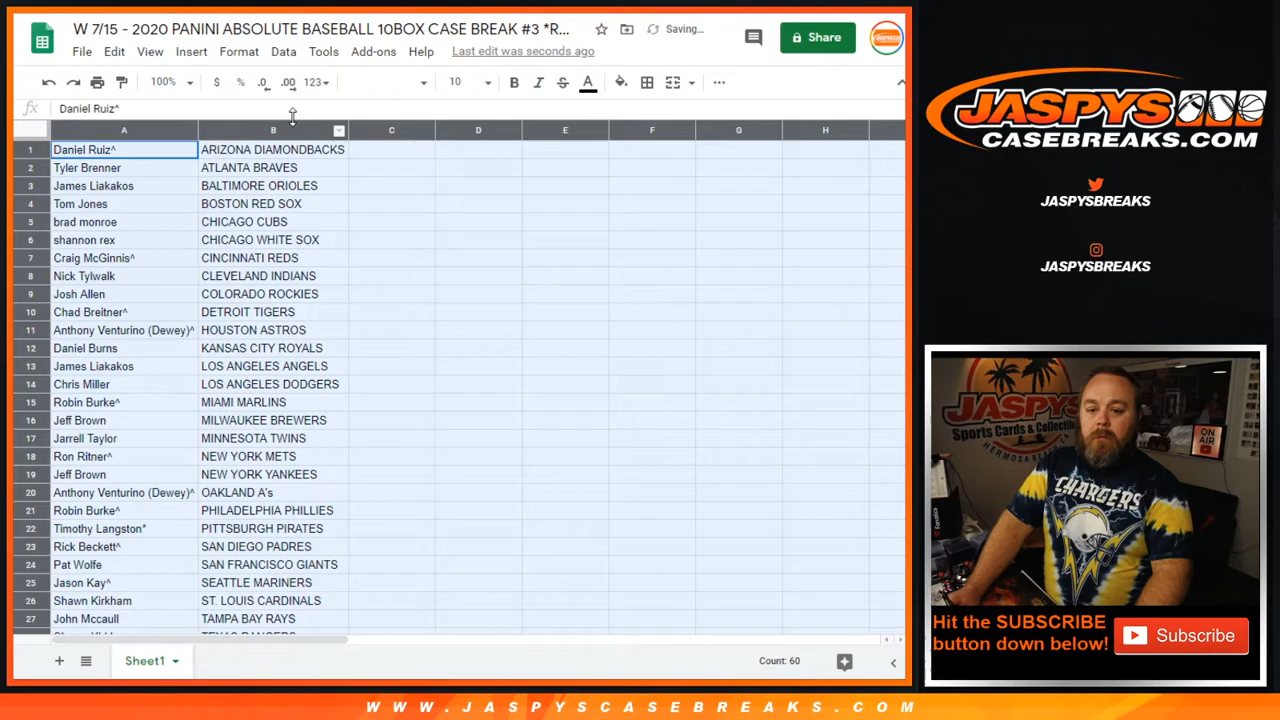 W 7/15 - 2020 PANINI ABSOLUTE BASEBALL 10BOX CASE BREAK #3 *R...
Saving...
Share
File Edit View Insert Format Data Tools Add-ons Help Last edit was seconds ago
100% $ % .0 .00 123 10 B I S A ...
fx Daniel Ruiz^
A B C D E F G H
1 Daniel Ruiz^ ARIZONA DIAMONDBACKS
2 Tyler Brenner ATLANTA BRAVES
3 James Liakakos BALTIMORE ORIOLES
4 Tom Jones BOSTON RED SOX
5 brad monroe CHICAGO CUBS
6 shannon rex CHICAGO WHITE SOX
7 Craig McGinnis^ CINCINNATI REDS
8 Nick Tylwalk CLEVELAND INDIANS
9 Josh Allen COLORADO ROCKIES
10 Chad Breitner^ DETROIT TIGERS
11 Anthony Venturino (Dewey)^ HOUSTON ASTROS
12 Daniel Burns KANSAS CITY ROYALS
13 James Liakakos LOS ANGELES ANGELS
14 Chris Miller LOS ANGELES DODGERS
15 Robin Burke^ MIAMI MARLINS
16 Jeff Brown MILWAUKEE BREWERS
17 Jarrell Taylor MINNESOTA TWINS
18 Ron Ritner^ NEW YORK METS
19 Jeff Brown NEW YORK YANKEES
20 Anthony Venturino (Dewey)^ OAKLAND A's
21 Robin Burke^ PHILADELPHIA PHILLIES
22 Timothy Langston* PITTSBURGH PIRATES
23 Rick Beckett^ SAN DIEGO PADRES
24 Pat Wolfe SAN FRANCISCO GIANTS
25 Jason Kay^ SEATTLE MARINERS
26 Shawn Kirkham ST. LOUIS CARDINALS
27 John Mccaull TAMPA BAY RAYS
Sheet1
Count: 60
JASPYS
CASEBREAKS.COM
JASPYSBREAKS
JASPYSBREAKS
JASPYS
Sports Cards & Collectib
HERMOSA BEACH, C
ON
AIR
CHARGERS
Hit the SUBSCRIBE
button down below!
Subscribe
WWW.JASPYSCASEBREAKS.COM